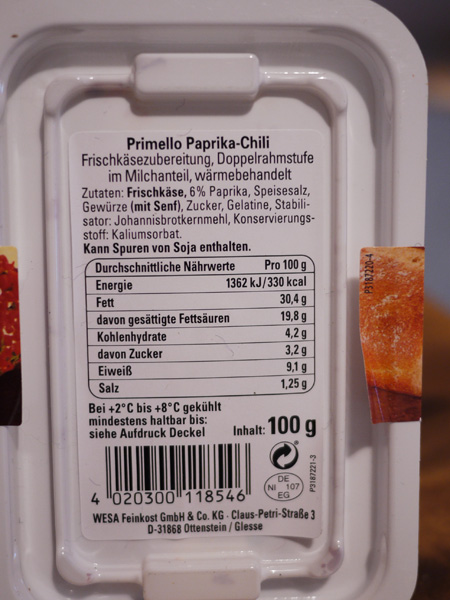 Primello Paprika-Chili
Frischkäsezubereitung, Doppelrahmstufe
im Milchanteil, wärmebehandelt
Zutaten: Frischkäse, 6% Paprika, Speisesalz,
Gewürze (mit Senf), Zucker, Gelatine, Stabili-
sator: Johannisbrotkernmehl, Konservierungs-
stoff: Kaliumsorbat.
Kann Spuren von Soja enthalten.
Durchschnittliche Nährwerte Pro 100 g
Energie 1362 kJ/330 kcal
Fett 30,4 g
davon gesättigte Fettsäuren 19,8 g
Kohlenhydrate 4,2 g
davon Zucker 3,2 g
Eiweiß 9,1 g
Salz 1,25 g
Bei +2°C bis +8°C gekühlt
mindestens haltbar bis:
siehe Aufdruck Deckel
Inhalt: 100 g
4 020300 118546
DE
NI 107
EG
P3187221-3
WESA Feinkost GmbH & Co. KG · Claus-Petri-Straße 3
D-31868 Ottenstein / Glesse
P3187220-4